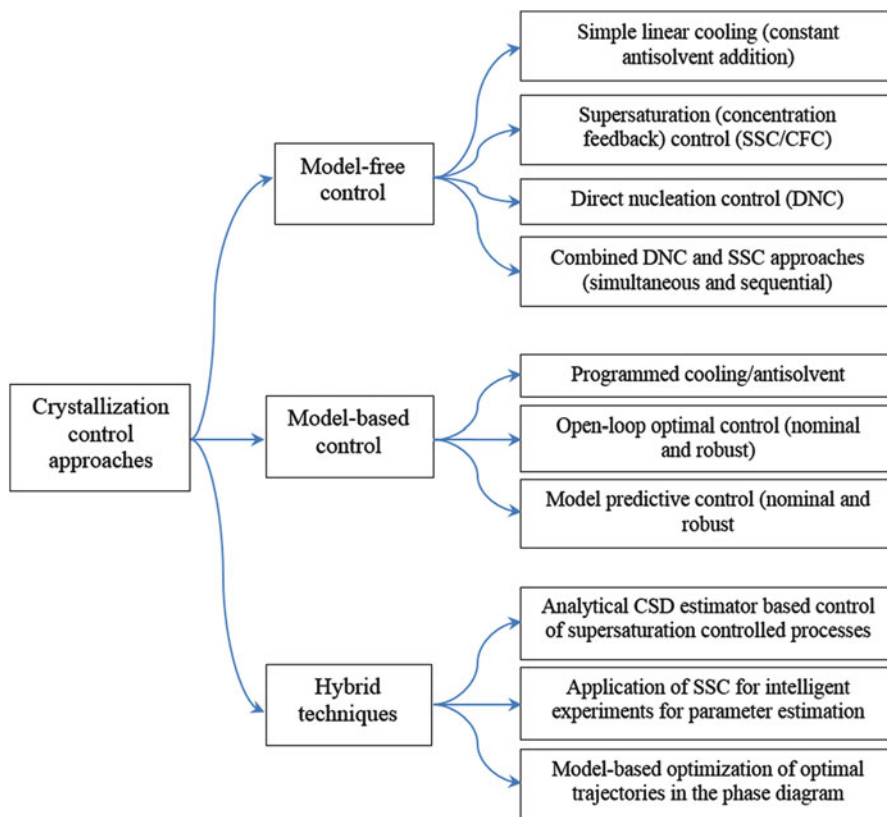 Simple linear cooling (constant
antisolvent addition)
Supersaturation (concentration
feedback) control (SSC/CFC)
Model-free
control
Direct nucleation control (DNC)
Combined DNC and SSC approaches
(simultaneous and sequential)
Crystallization
control
approaches
Model-based
control
Programmed cooling/antisolvent
Open-loop optimal control (nominal
and robust)
Model predictive control (nominal and
robust
Hybrid
techniques
Analytical CSD estimator based control
of supersaturation controlled processes
Application of SSC for intelligent
experiments for parameter estimation
Model-based optimization of optimal
trajectories in the phase diagram